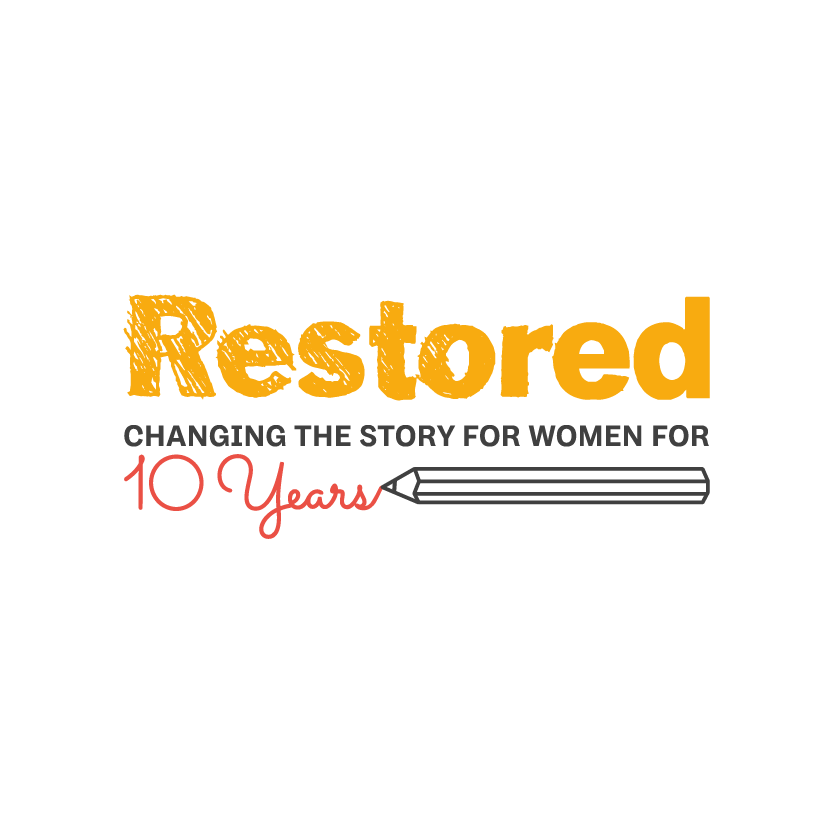 Restored
CHANGING THE STORY FOR WOMEN FOR
10 Years